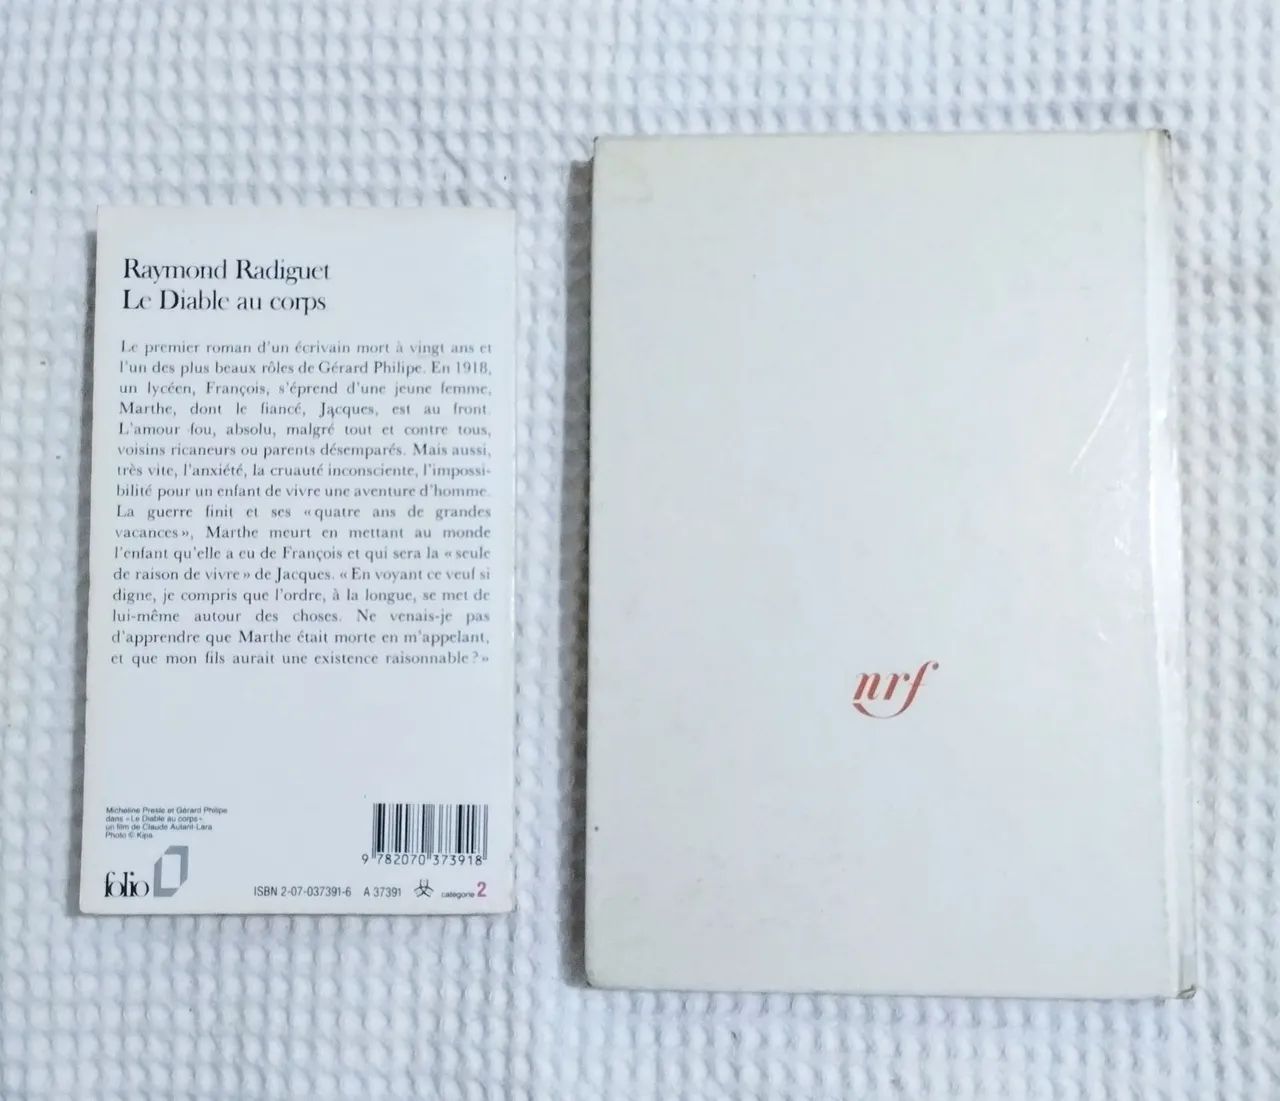 Raymond Radiguet
Le Diable au corps
Le premier roman d'un écrivain mort à vingt ans et
l'un des plus beaux rôles de Gérard Philipe. En 1918,
un lycéen, François, s'éprend d'une jeune femme,
Marthe, dont le fiancé, Jacques, est au front.
L'amour fou, absolu, malgré tout et contre tous,
voisins ricaneurs ou parents désemparés. Mais aussi,
très vite, l'anxiété, la cruauté inconsciente, l'impossi-
bilité pour un enfant de vivre une aventure d'homme.
La guerre finit et ses « quatre ans de grandes
vacances », Marthe meurt en mettant au monde
l'enfant qu'elle a eu de François et qui sera la « seule
de raison de vivre » de Jacques. « En voyant ce veuf si
digne, je compris que l'ordre, à la longue, se met de
lui-même autour des choses. Ne venais-je pas
d'apprendre que Marthe était morte en m'appelant,
et que mon fils aurait une existence raisonnable ? »
Micheline Presle et Gérard Philipe
dans « Le Diable au corps »
un film de Claude Autant-Lara
Photo © Kipa
9 782070 373918
folio
ISBN 2-07-037391-6 A 37391 catégorie 2
nrf